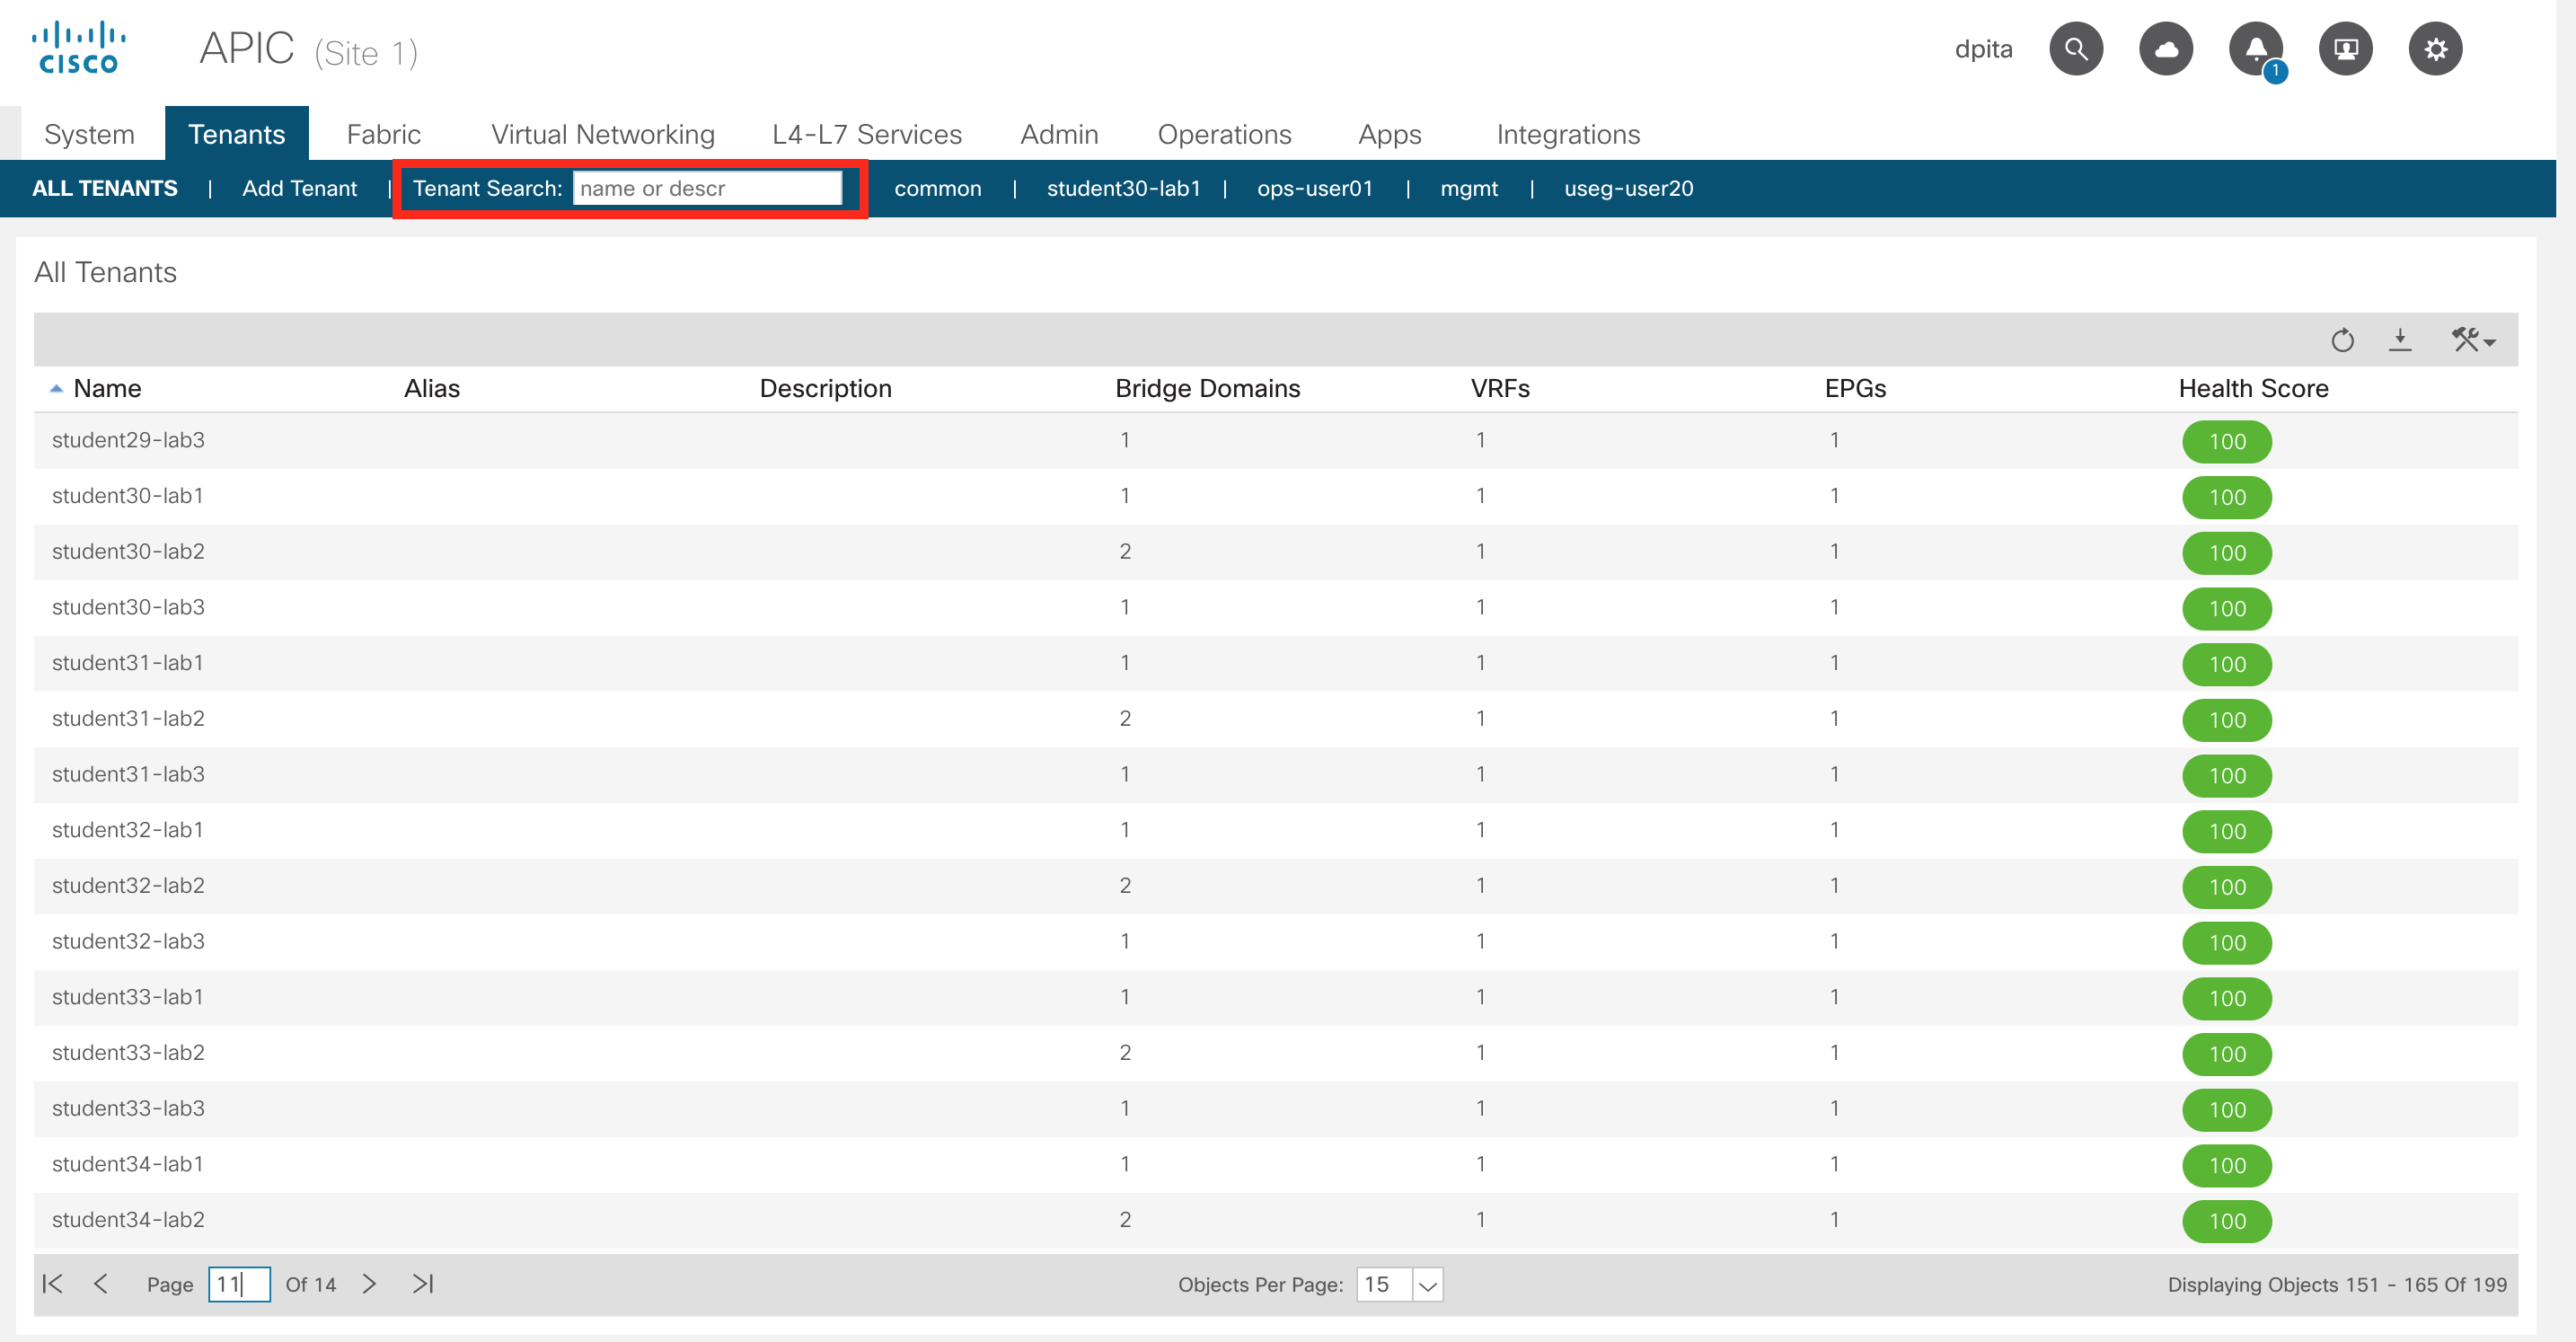 CISCO APIC (Site 1) dpita 1
System Tenants Fabric Virtual Networking L4-L7 Services Admin Operations Apps Integrations
ALL TENANTS | Add Tenant | Tenant Search: name or descr common | student30-lab1 | ops-user01 | mgmt | useg-user20
All Tenants
Name Alias Description Bridge Domains VRFs EPGs Health Score
student29-lab3 1 1 1 100
student30-lab1 1 1 1 100
student30-lab2 2 1 1 100
student30-lab3 1 1 1 100
student31-lab1 1 1 1 100
student31-lab2 2 1 1 100
student31-lab3 1 1 1 100
student32-lab1 1 1 1 100
student32-lab2 2 1 1 100
student32-lab3 1 1 1 100
student33-lab1 1 1 1 100
student33-lab2 2 1 1 100
student33-lab3 1 1 1 100
student34-lab1 1 1 1 100
student34-lab2 2 1 1 100
Page 11 Of 14 Objects Per Page: 15 Displaying Objects 151 - 165 Of 199